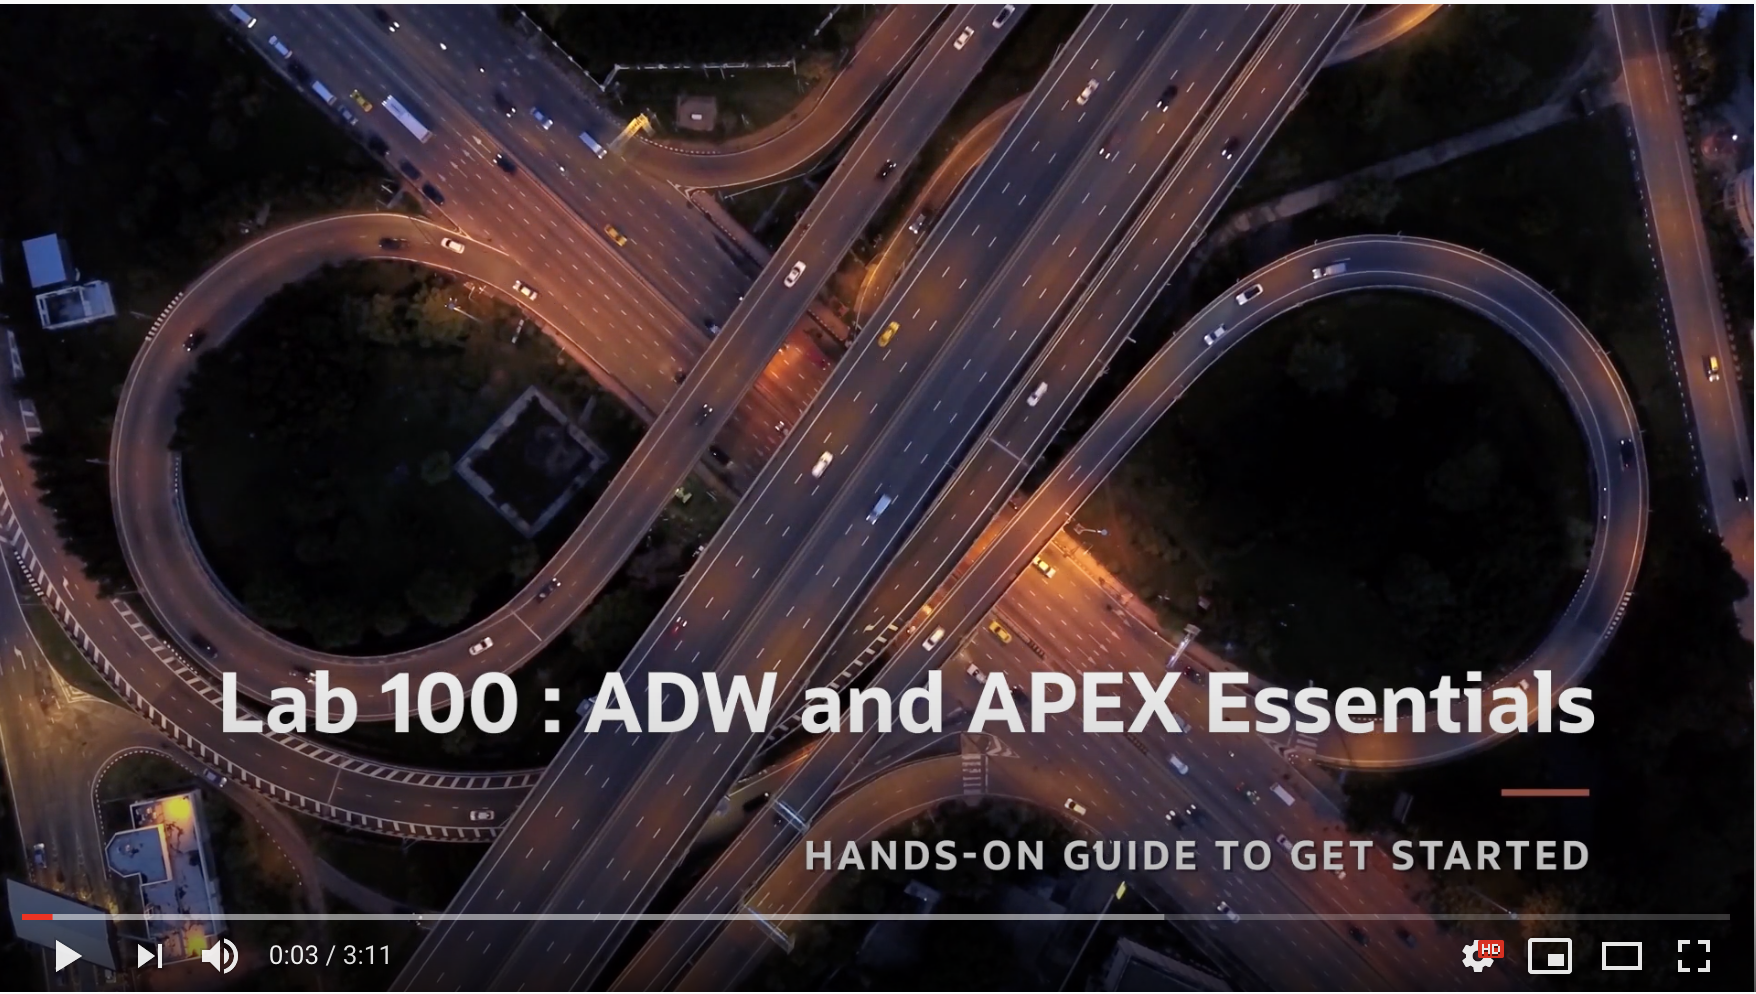 Lab 100 : ADW and APEX Essentials
HANDS-ON GUIDE TO GET STARTED
0:03 / 3:11
HD